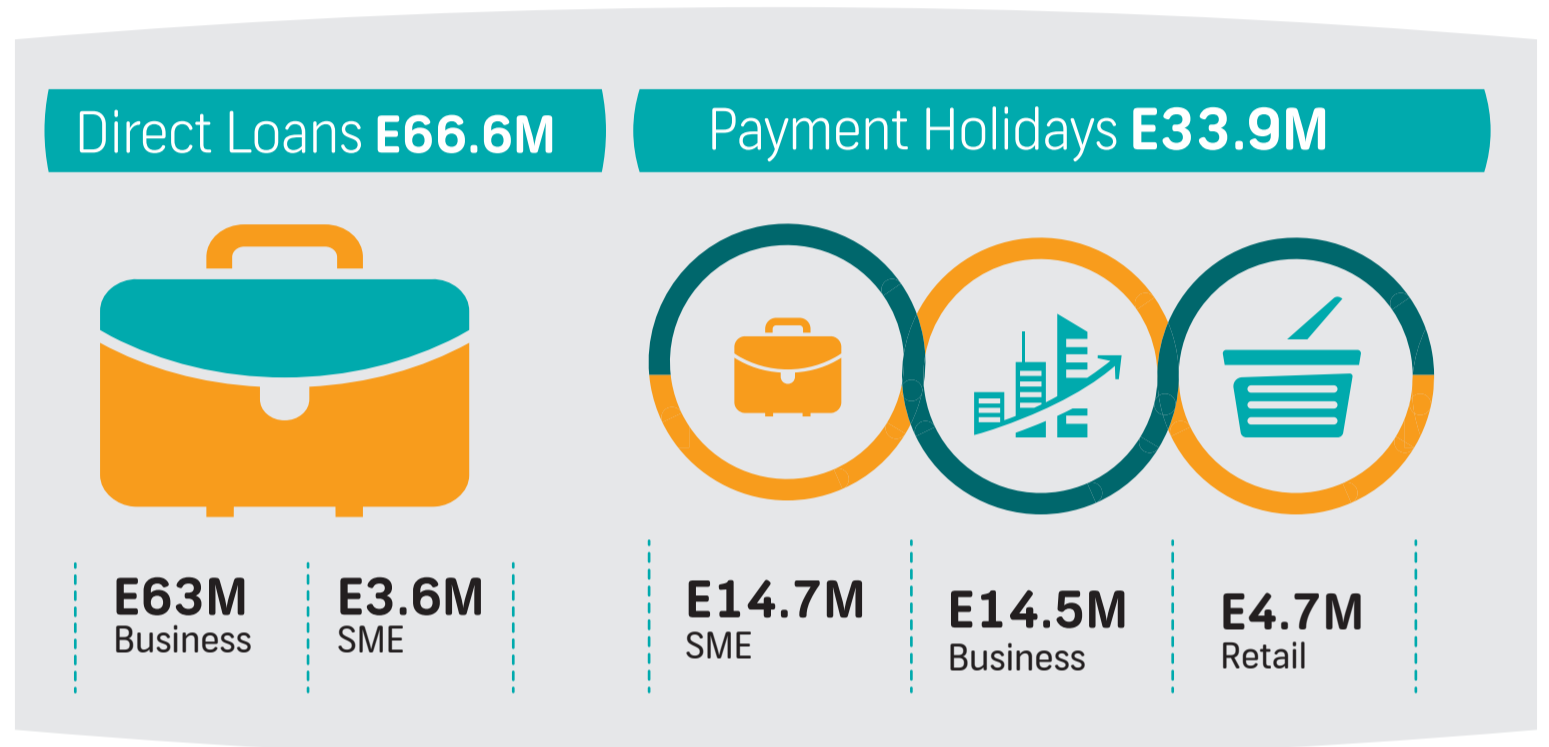 Direct Loans E66.6M
Payment Holidays E33.9M
E63M
Business
E3.6M
SME
E14.7M
SME
E14.5M
Business
E4.7M
Retail